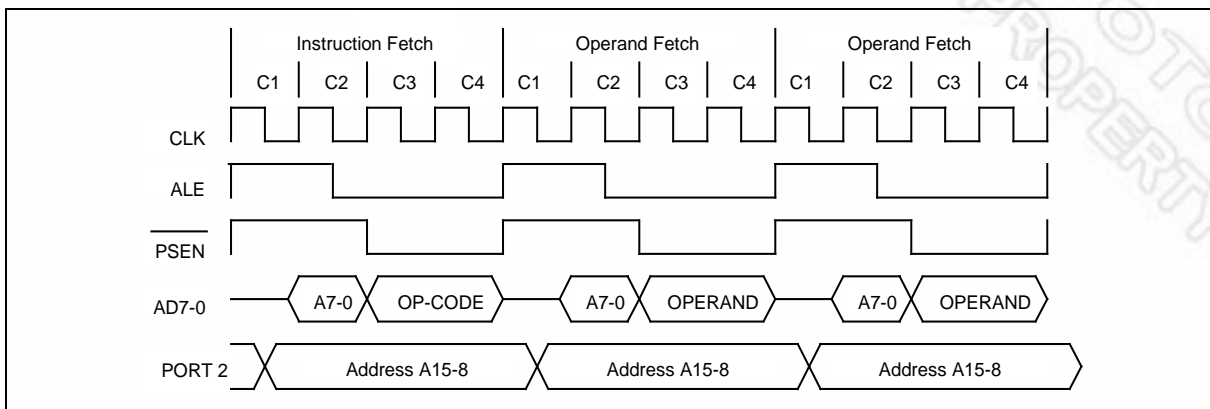 Instruction Fetch Operand Fetch Operand Fetch
C1 C2 C3 C4 C1 C2 C3 C4 C1 C2 C3 C4
CLK
ALE
PSEN
AD7-0 A7-0 OP-CODE A7-0 OPERAND A7-0 OPERAND
PORT 2 Address A15-8 Address A15-8 Address A15-8
PROPERTY